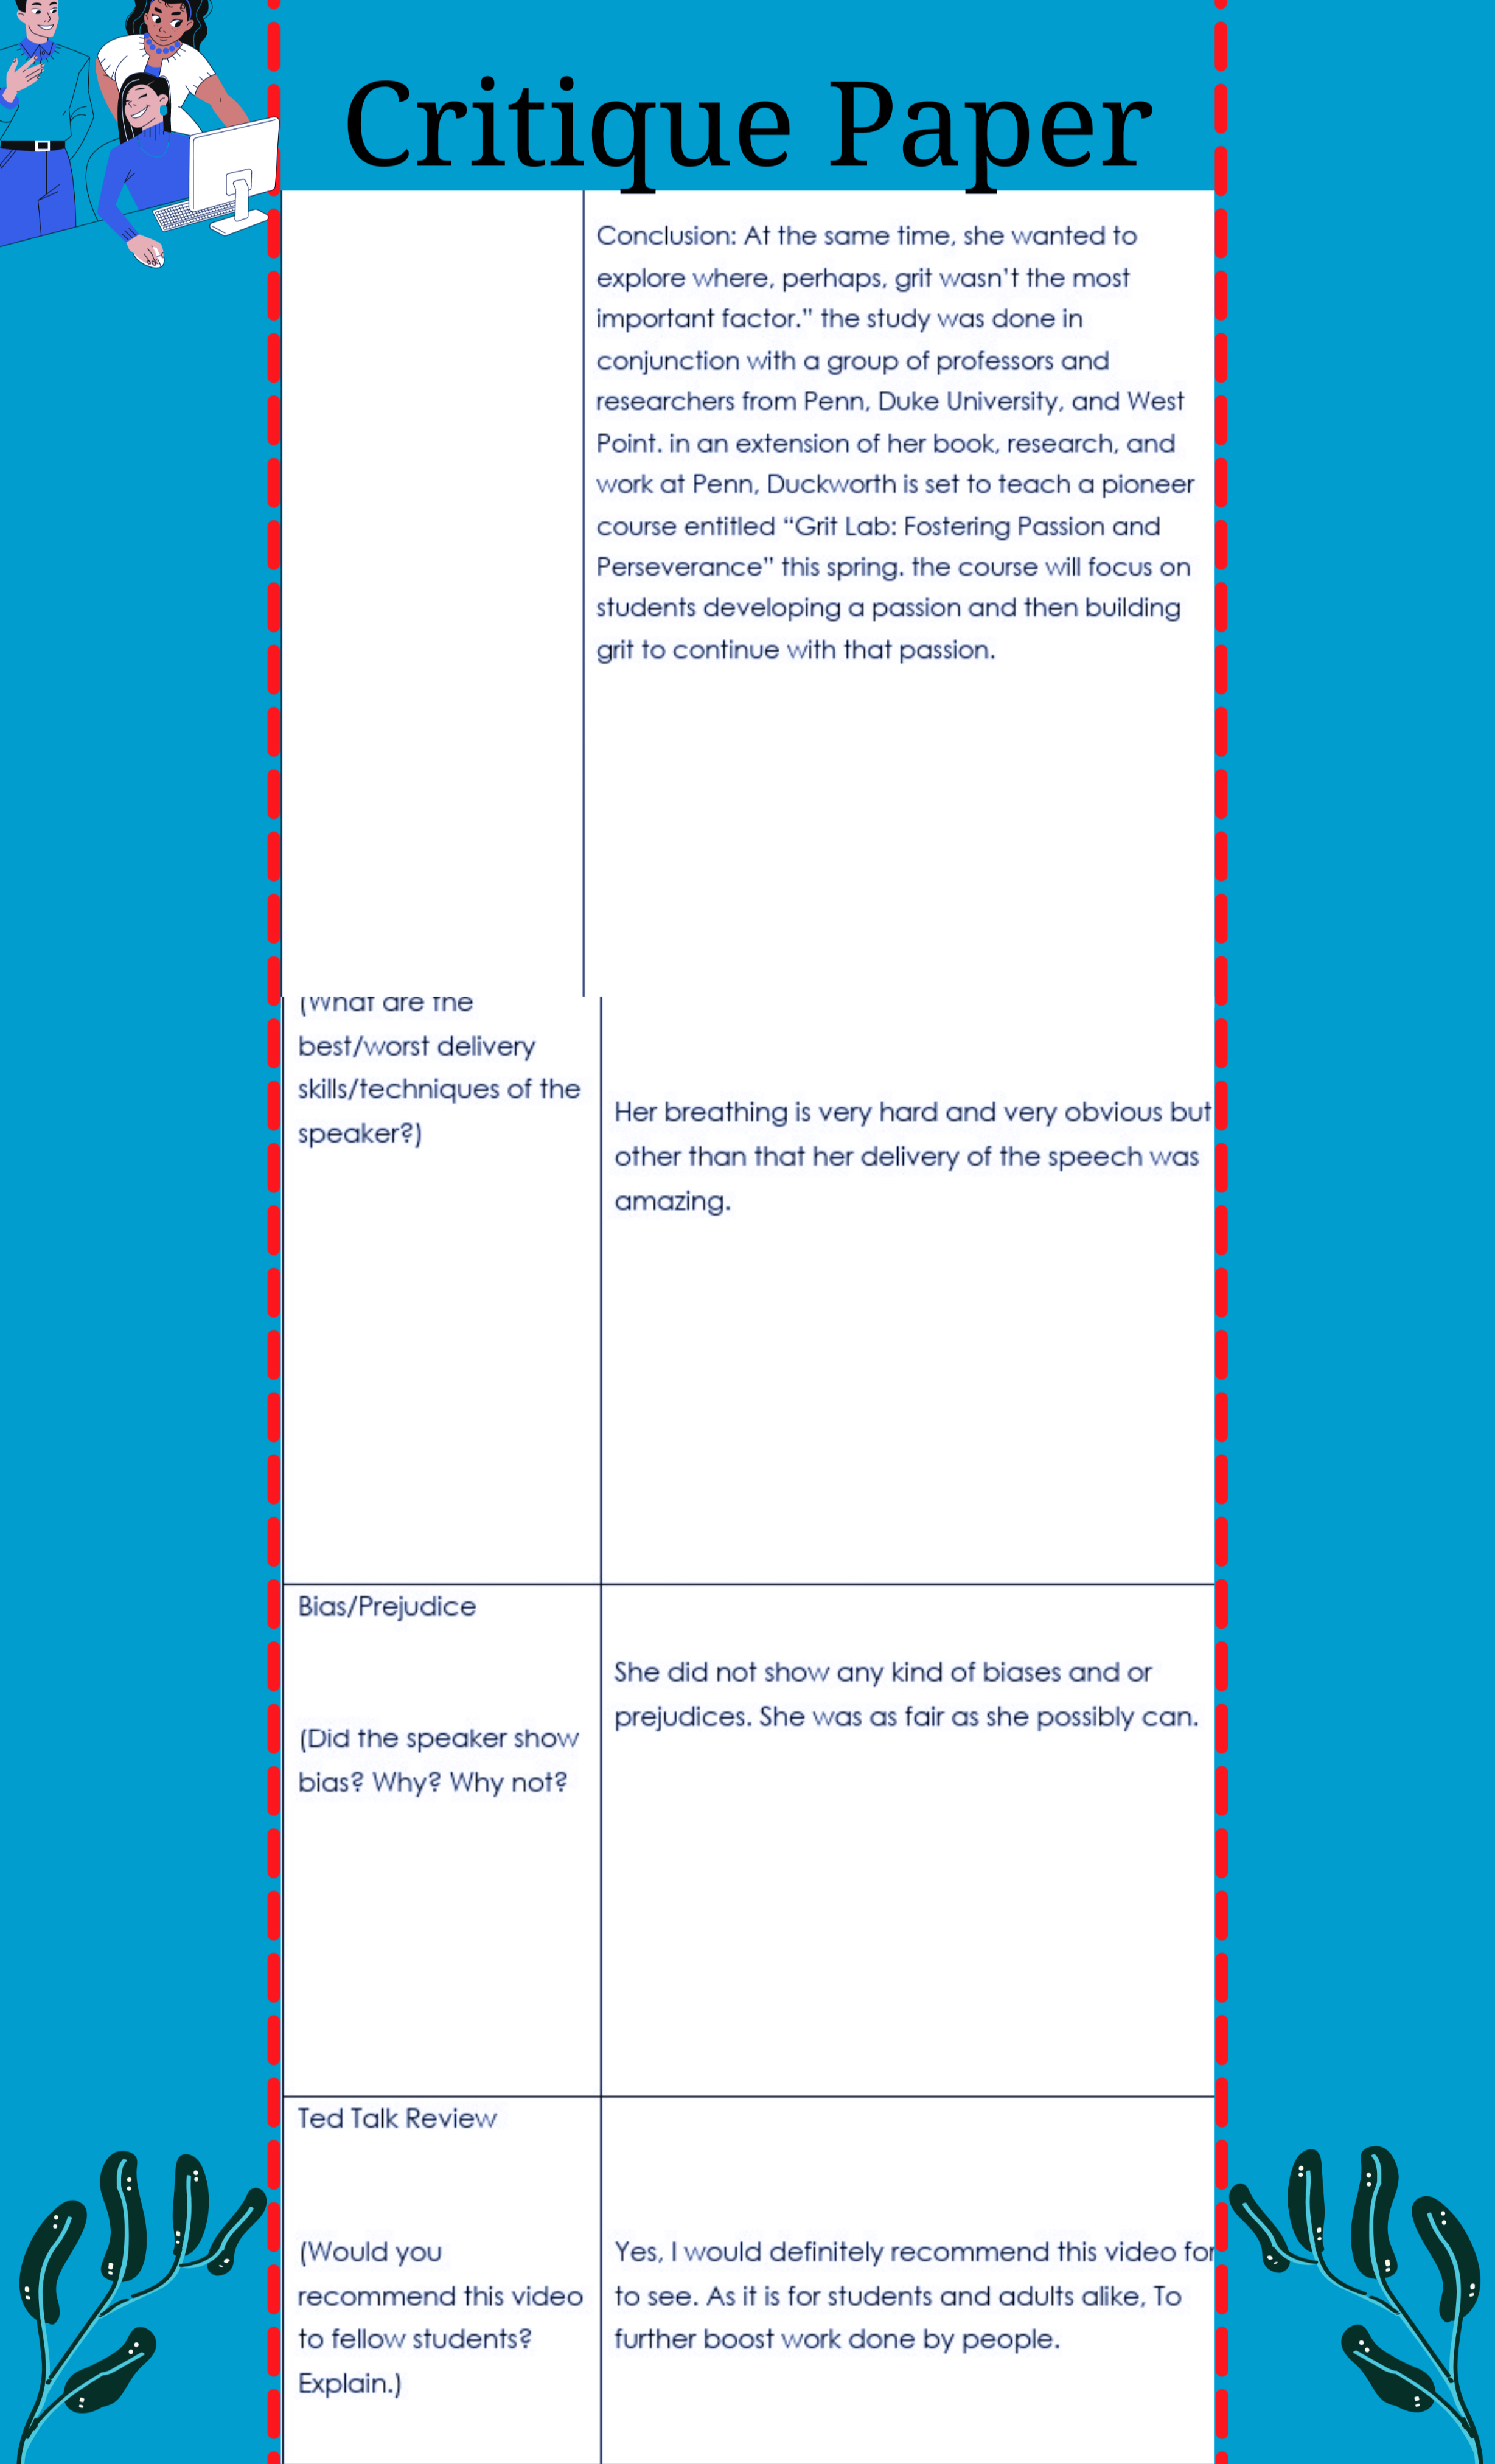 Critique Paper
Conclusion: At the same time, she wanted to
explore where, perhaps, grit wasn't the most
important factor.” the study was done in
conjunction with a group of professors and
researchers from Penn, Duke University, and West
Point. in an extension of her book, research, and
work at Penn, Duckworth is set to teach a pioneer
course entitled “Grit Lab: Fostering Passion and
Perseverance” this spring. the course will focus on
students developing a passion and then building
grit to continue with that passion.
(What are the
best/worst delivery
skills/techniques of the
speaker?)
Her breathing is very hard and very obvious but
other than that her delivery of the speech was
amazing.
Bias/Prejudice
(Did the speaker show
bias? Why? Why not?
She did not show any kind of biases and or
prejudices. She was as fair as she possibly can.
Ted Talk Review
(Would you
recommend this video
to fellow students?
Explain.)
Yes, I would definitely recommend this video for
to see. As it is for students and adults alike, To
further boost work done by people.